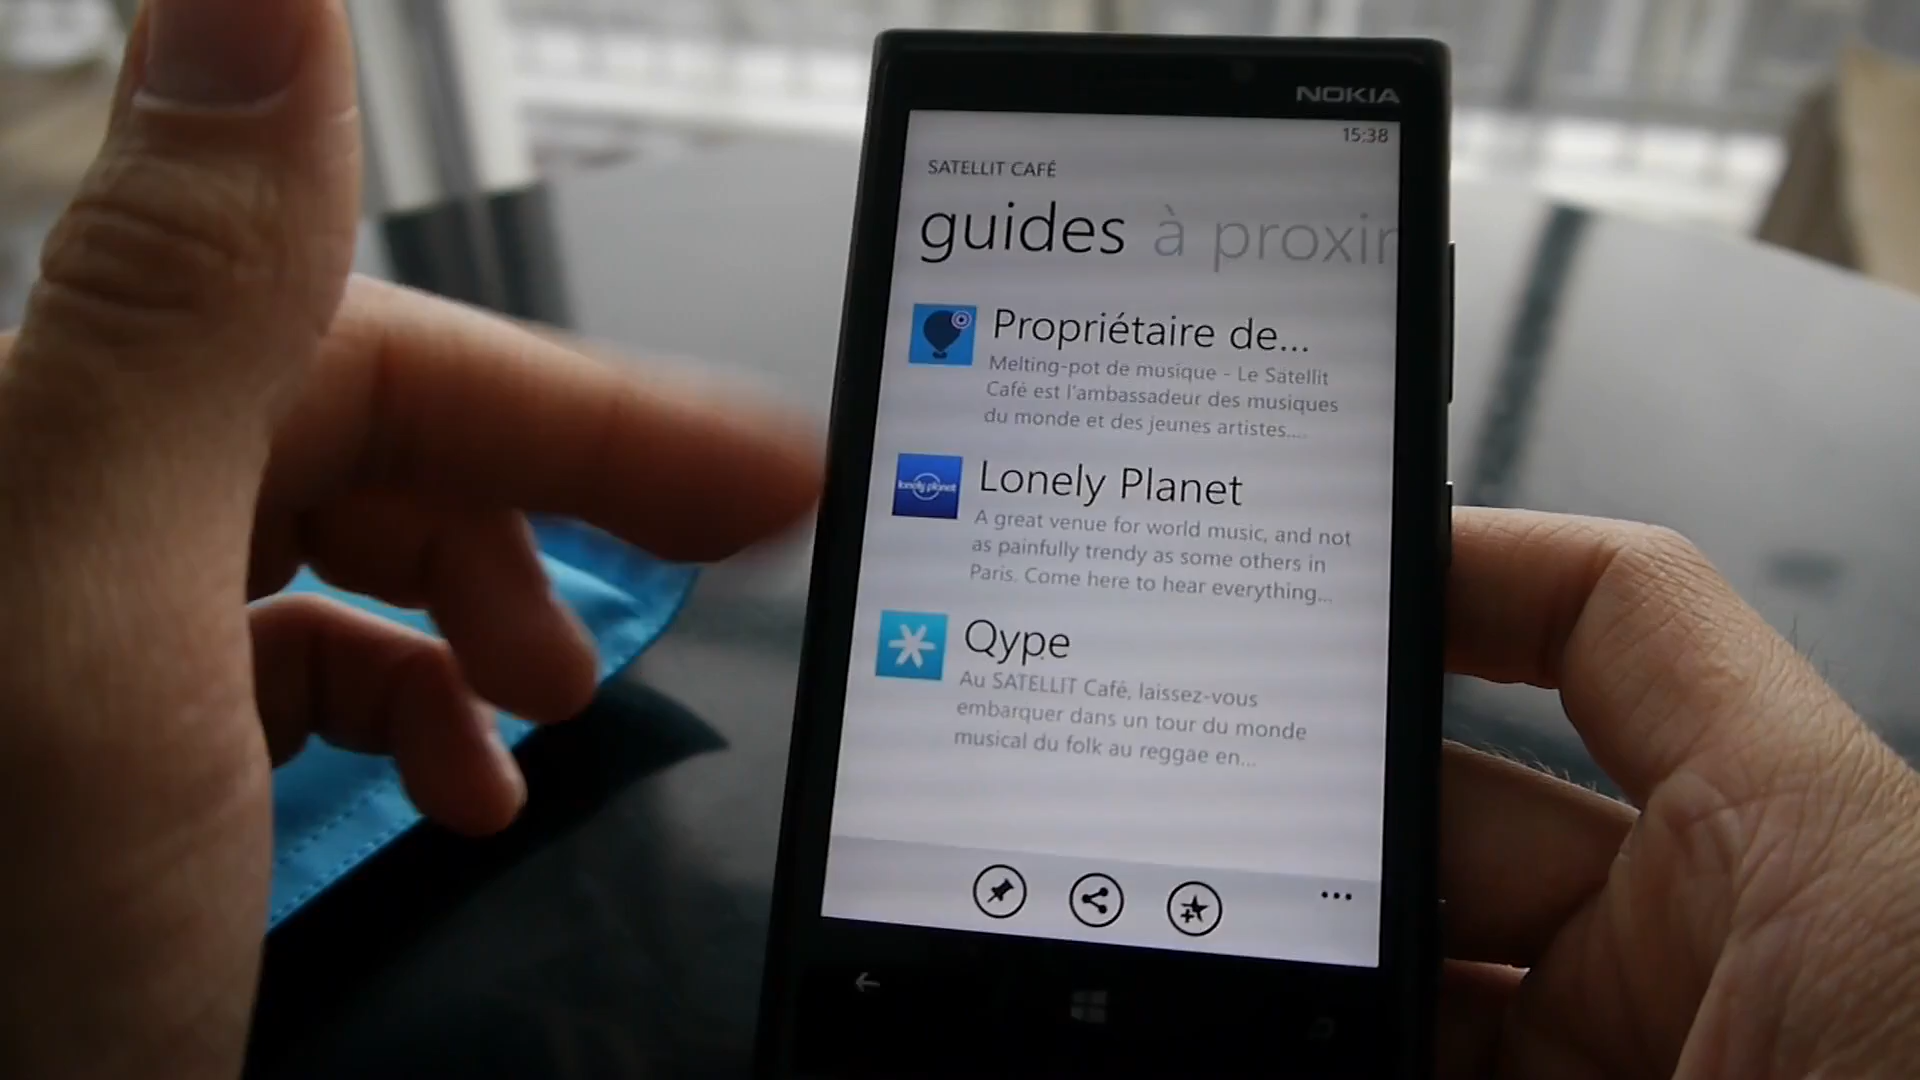 NOKIA
15:38
SATELLIT CAFÉ
guides à proxir
Propriétaire de...
Melting-pot de musique - Le Satellit
Café est l'ambassadeur des musiques
du monde et des jeunes artistes....
lonely planet
Lonely Planet
A great venue for world music, and not
as painfully trendy as some others in
Paris. Come here to hear everything...
Qype
Au SATELLIT Café, laissez-vous
embarquer dans un tour du monde
musical du folk au reggae en...